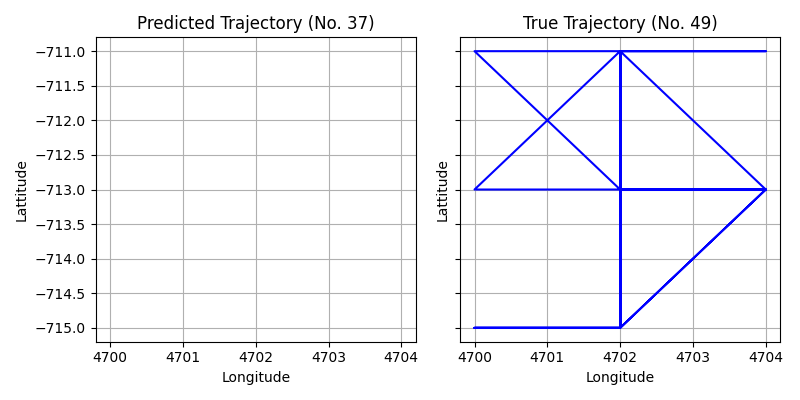 Predicted Trajectory (No. 37)
True Trajectory (No. 49)
−711.0
−711.5
−712.0
−712.5
−713.0
−713.5
−714.0
−714.5
−715.0
Lattitude
Lattitude
4700 4701 4702 4703 4704
4700 4701 4702 4703 4704
Longitude
Longitude